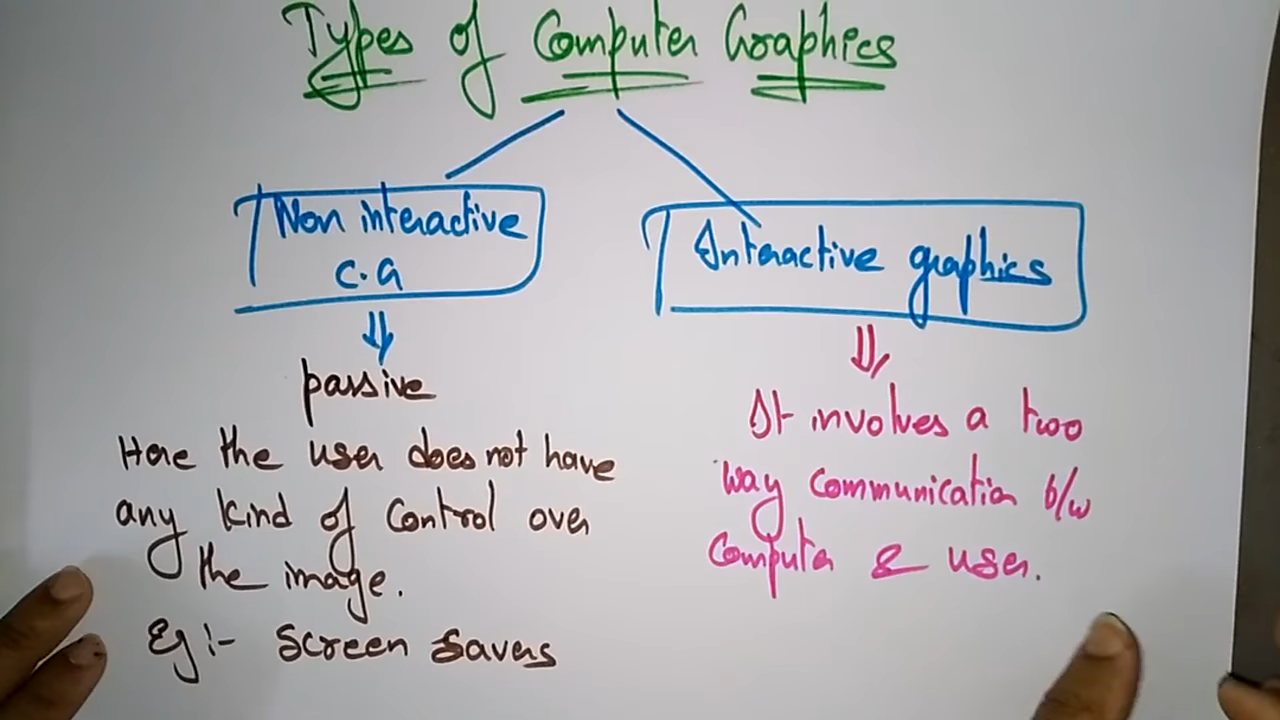 Types of Computer Graphics
Non interactive
C.G
passive
Here the user does not have
any kind of control over
the image.
Eg :- Screen Savers
Interactive graphics
It involves a two
way communication b/w
Computer & user.